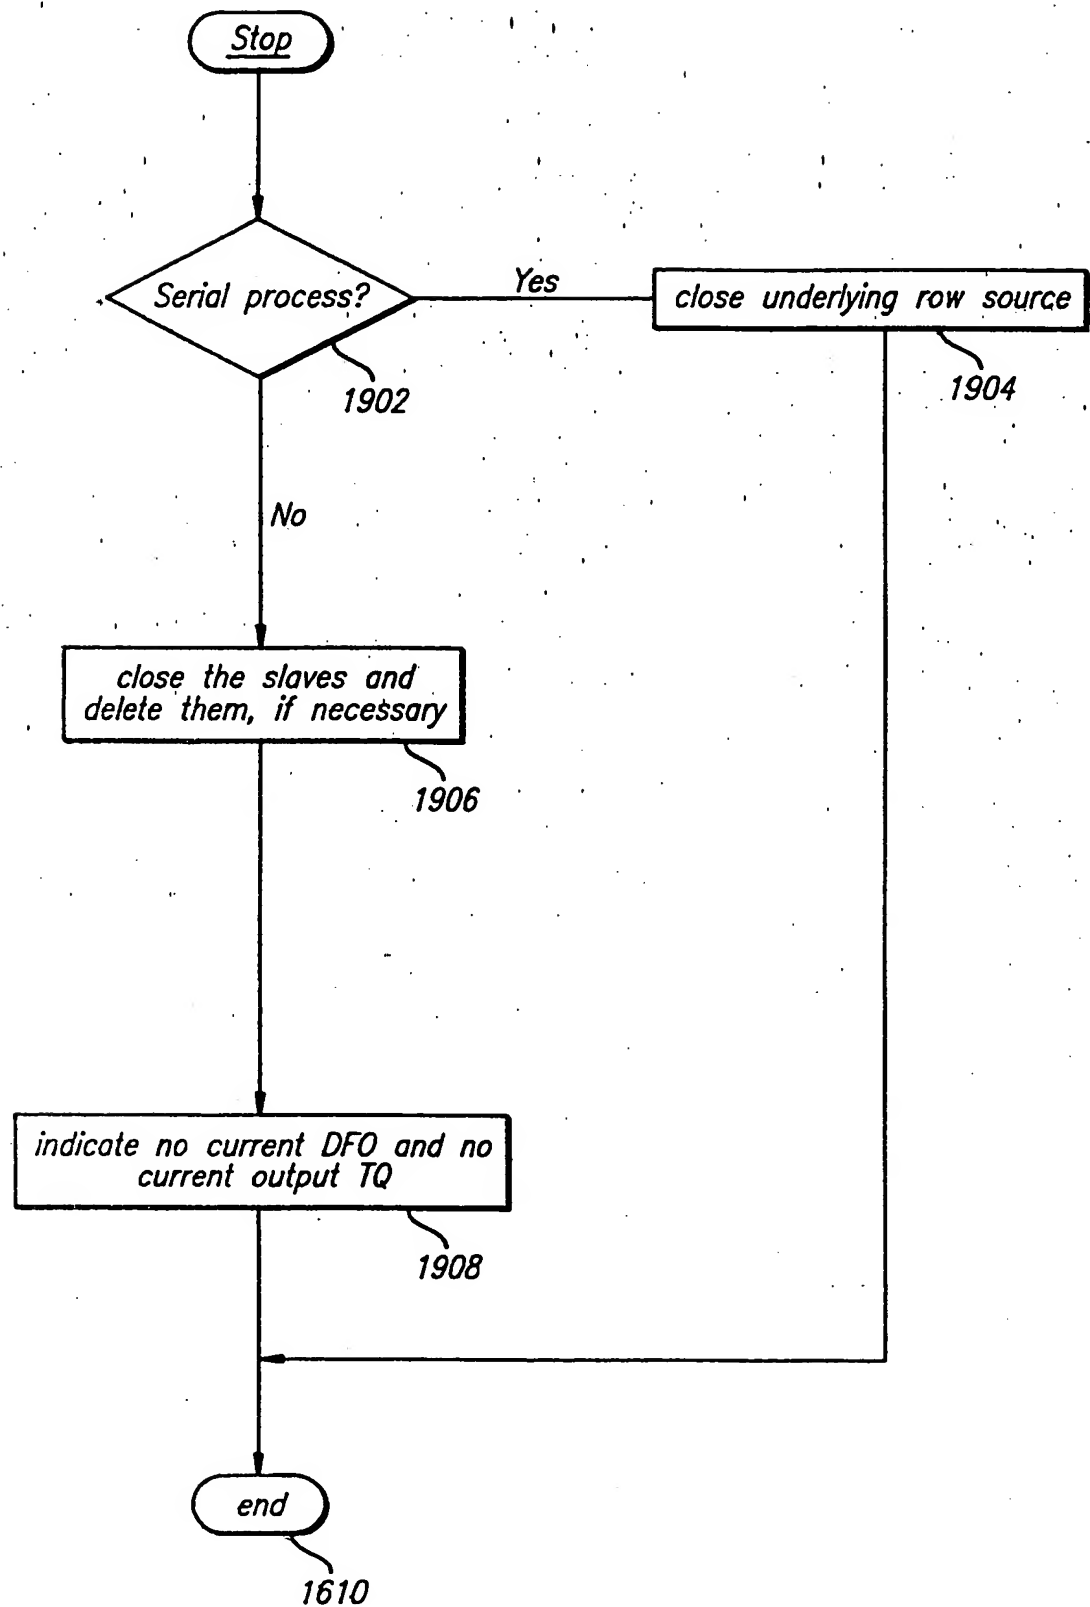 Stop
Serial process?
Yes
close underlying row source
1902
1904
No
close the slaves and
delete them, if necessary
1906
indicate no current DFO and no
current output TQ
1908
end
1610